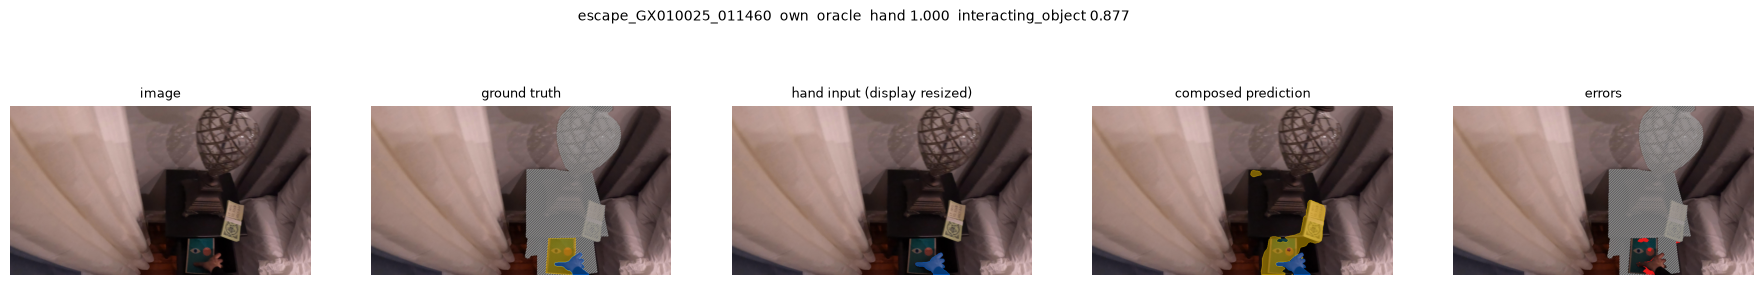 escape_GX010025_011460 own oracle hand 1.000 interacting_object 0.877
image
ground truth
hand input (display resized)
composed prediction
errors